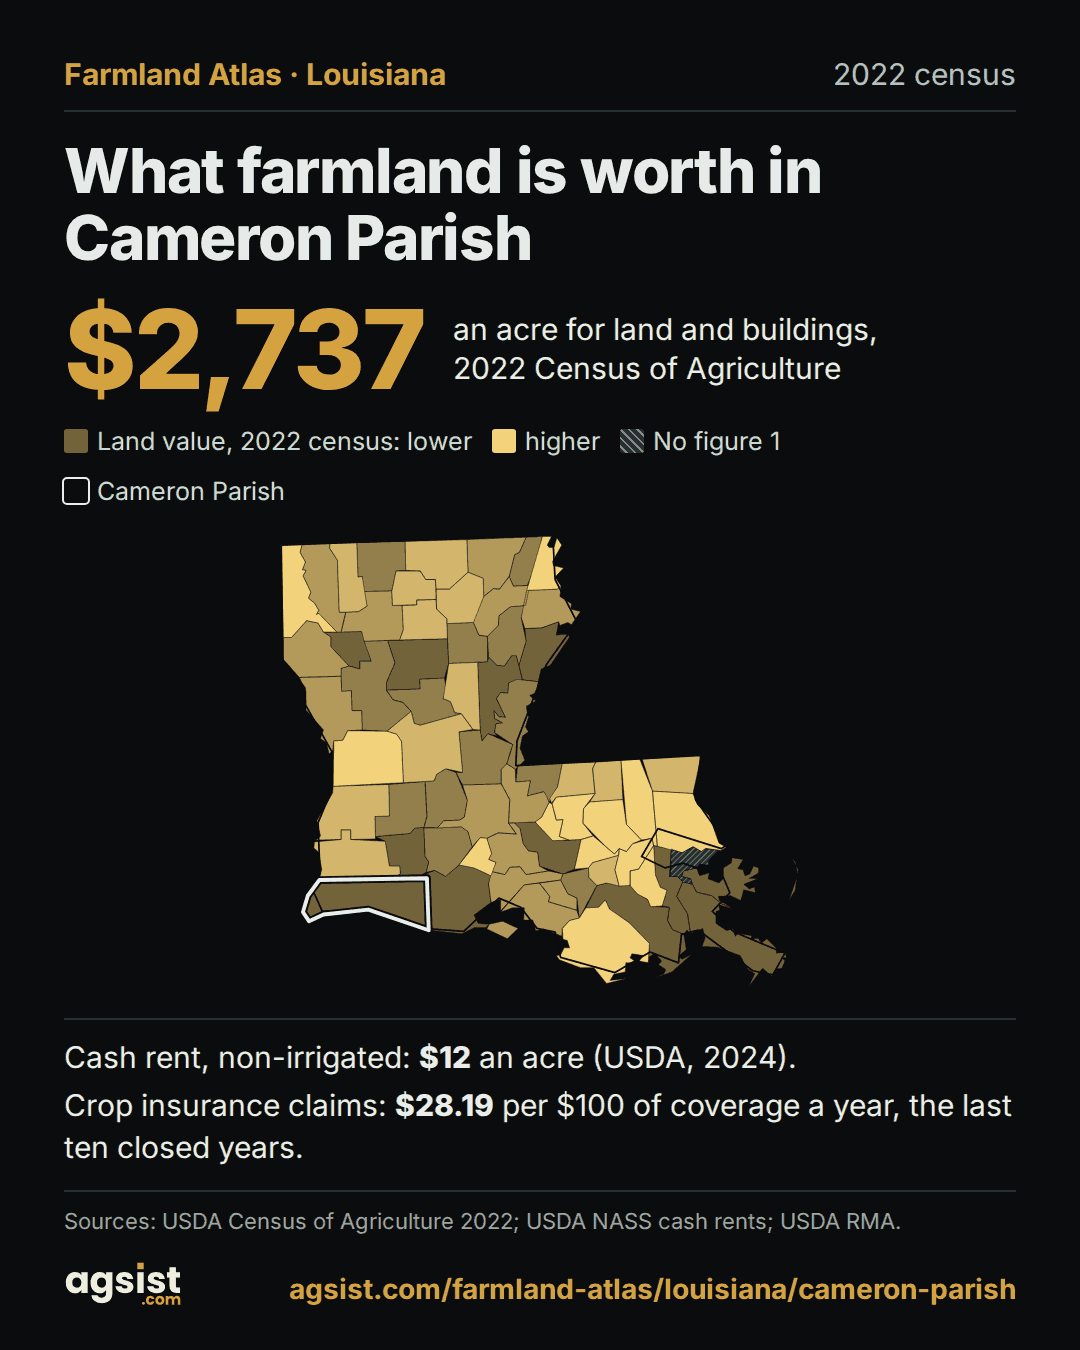 Farmland Atlas · Louisiana
2022 census
What farmland is worth in
Cameron Parish
$2,737
an acre for land and buildings,
2022 Census of Agriculture
Land value, 2022 census: lower
higher
No figure 1
Cameron Parish
Cash rent, non-irrigated: $12 an acre (USDA, 2024).
Crop insurance claims: $28.19 per $100 of coverage a year, the last
ten closed years.
Sources: USDA Census of Agriculture 2022; USDA NASS cash rents; USDA RMA.
agsist
.com
agsist.com/farmland-atlas/louisiana/cameron-parish